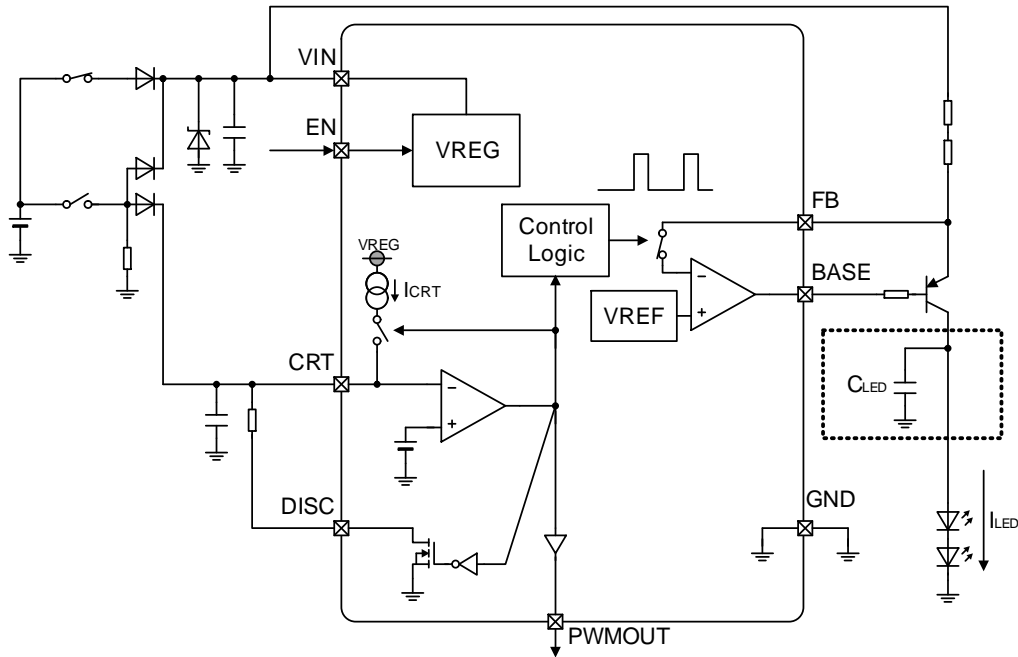 VIN
EN
VREG
FB
Control
Logic
BASE
VREG
ICRT
VREF
CRT
−
+
−
+
CLED
DISC
GND
ILED
PWMOUT